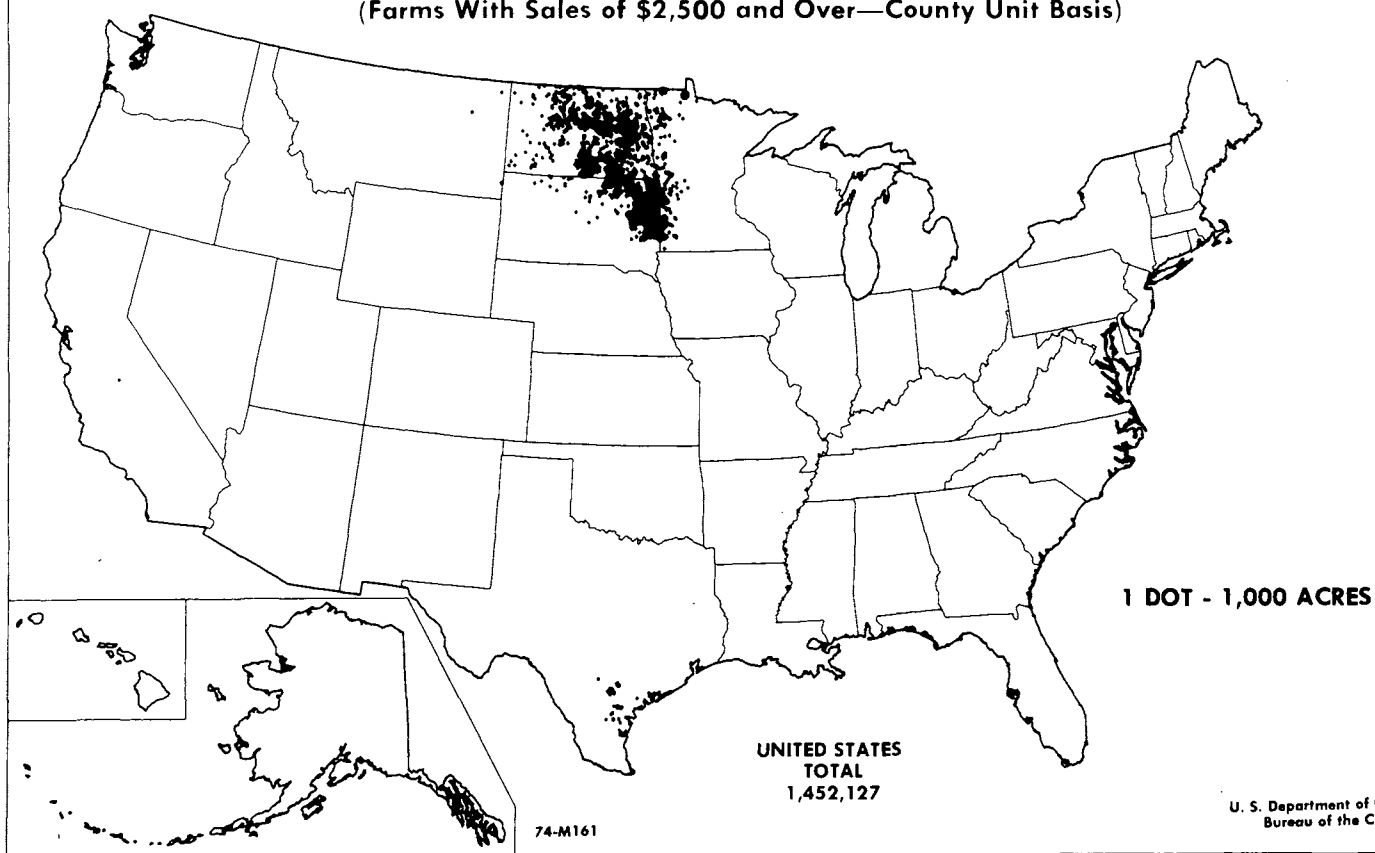 (Farms With Sales of $2,500 and Over—County Unit Basis)
1 DOT - 1,000 ACRES
UNITED STATES
TOTAL
1,452,127
U. S. Department of
Bureau of the
74-M161